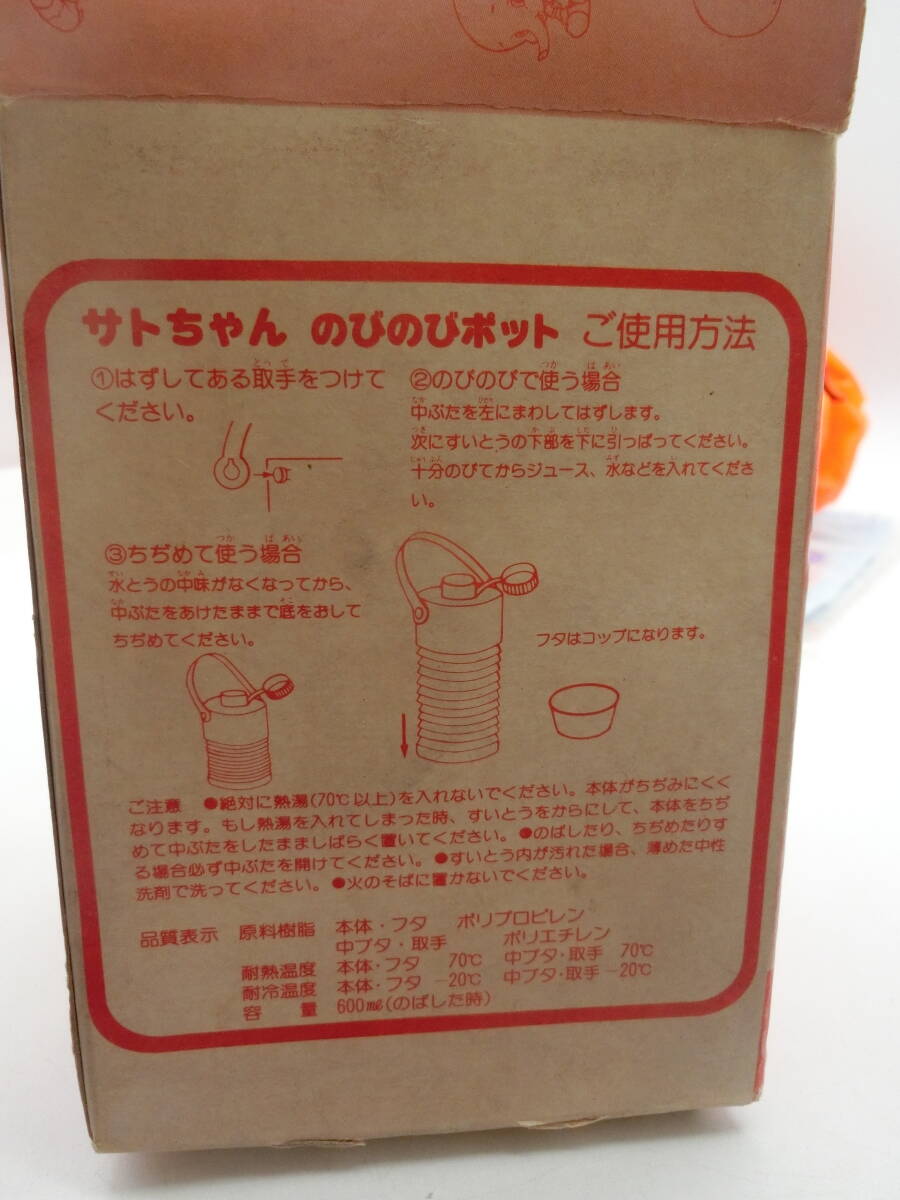 サトちゃん のびのびポット ご使用方法
①はずしてある取手をつけて
ください。
②のびのびで使う場合
中ぶたを左にまわしてはずします。
次にすいとうの下部を下に引っぱってください。
十分のびてからジュース、水などを入れてくださ
い。
③ちぢめて使う場合
水とうの中味がなくなってから、
中ぶたをあけたままで底をおして
ちぢめてください。
フタはコップになります。
ご注意 ●絶対に熱湯(70℃以上)を入れないでください。本体がちぢみにくく
なります。もし熱湯を入れてしまった時、すいとうをからにして、本体をちぢ
めて中ぶたをしたまましばらく置いてください。●のばしたり、ちぢめたりす
る場合必ず中ぶたを開けてください。●すいとう内が汚れた場合、薄めた中性
洗剤で洗ってください。●火のそばに置かないでください。
品質表示 原料樹脂 本体・フタ ポリプロピレン
中ブタ・取手 ポリエチレン
耐熱温度 本体・フタ 70℃ 中ブタ・取手 70℃
耐冷温度 本体・フタ -20℃ 中ブタ・取手 -20℃
容量 600㎖(のばした時)